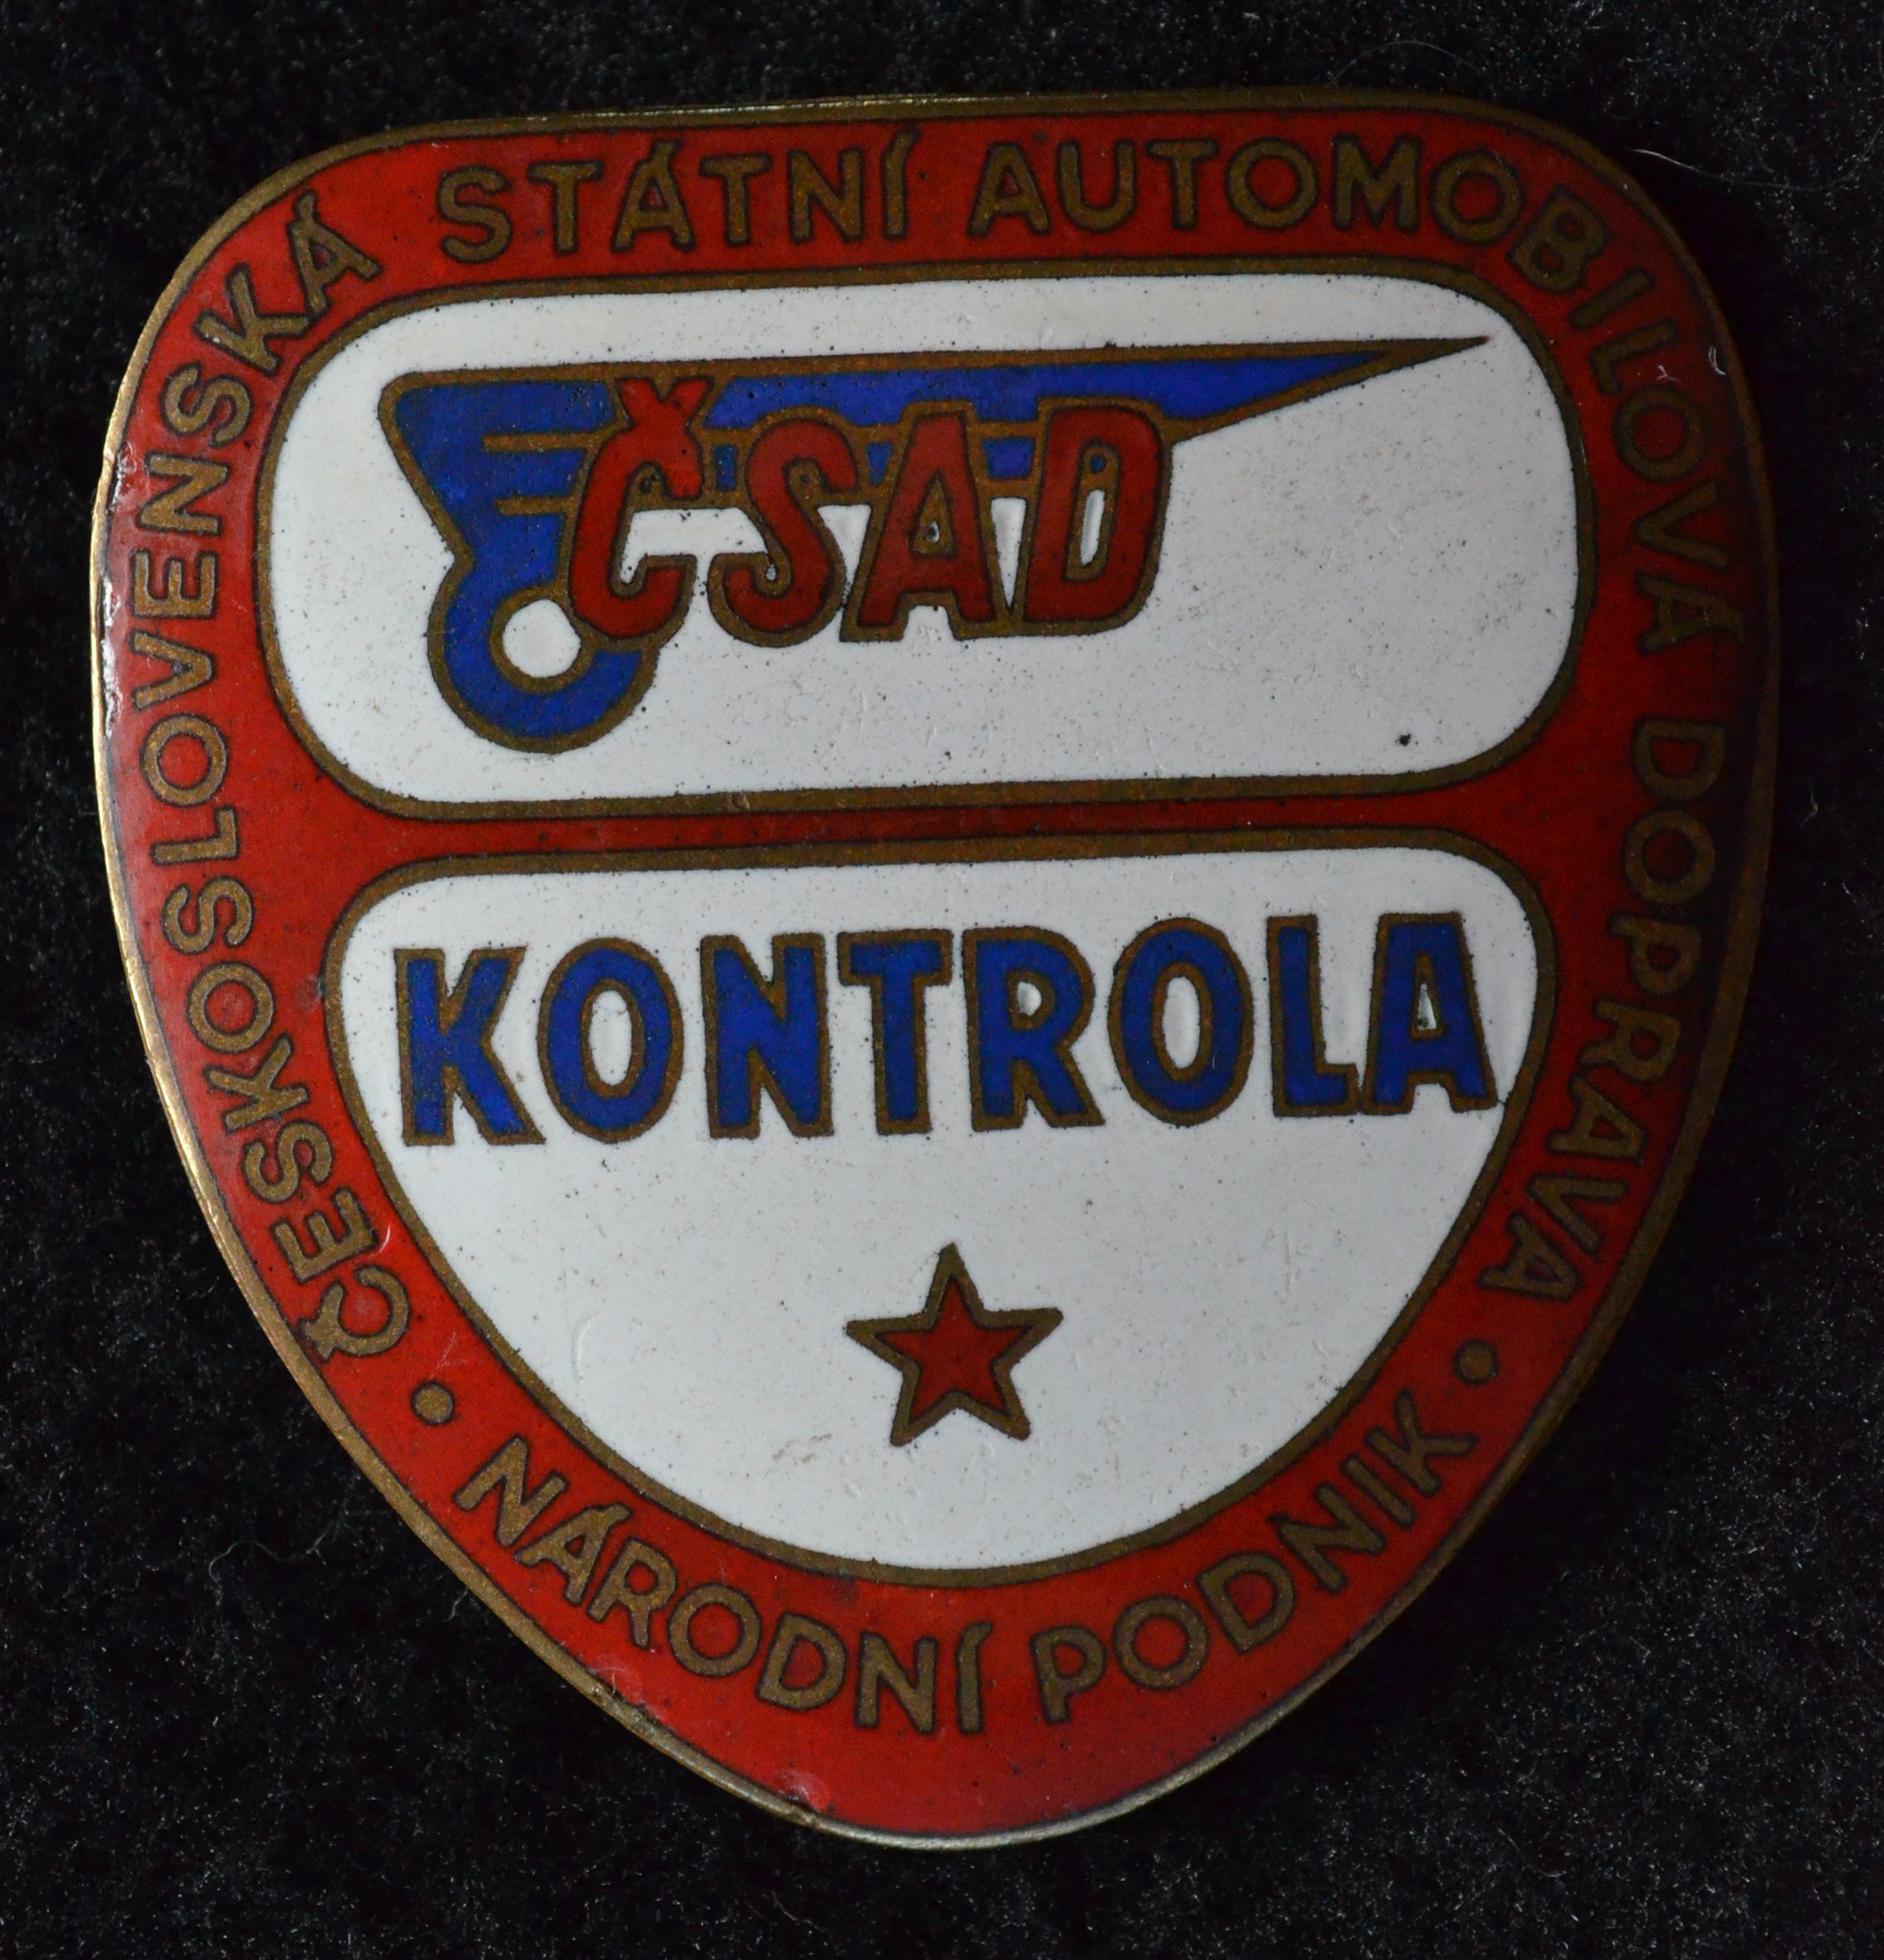 ČESKOSLOVENSKÁ STÁTNÍ AUTOMOBILOVÁ DOPRAVA
ČSAD
KONTROLA
• NÁRODNÍ PODNIK •